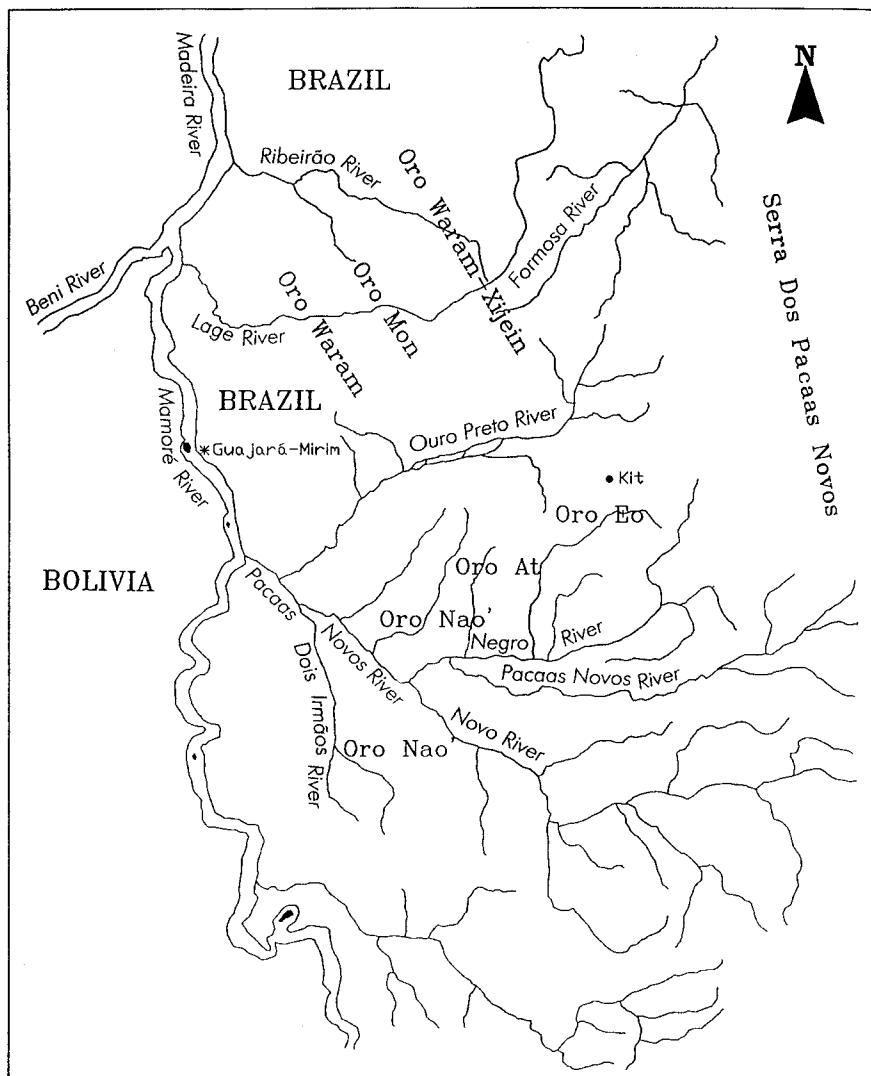 Madeira River
BRAZIL
N
Ribeirão River
Oro Waram-Xijein
Formosa River
Serra Dos Pacaas Novos
Beni River
Oro Mon
Oro Waram
Lage River
BRAZIL
Mamoré River
Guajará-Mirim
Ouro Preto River
Kit
Oro Eo
BOLIVIA
Oro At
Pacaas Novos River
Oro Nao'
Negro River
Pacaas Novos River
Dois Irmãos River
Novo River
Oro Nao'